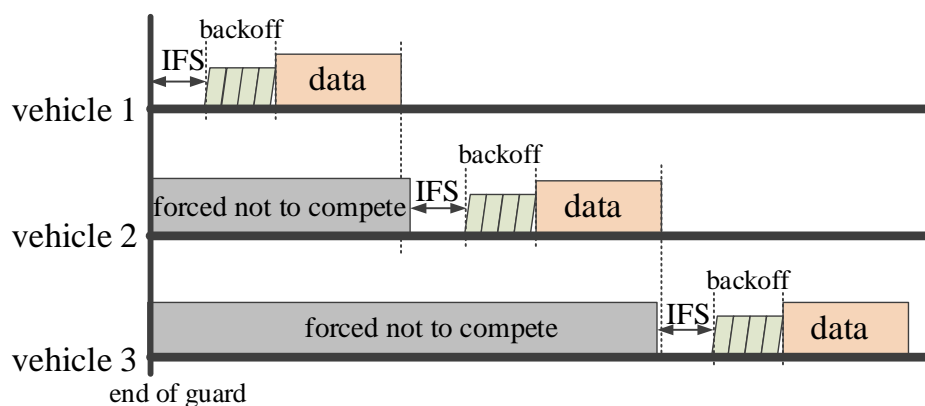 backoff
IFS
data
vehicle 1
backoff
forced not to compete
IFS
data
vehicle 2
backoff
forced not to compete
IFS
data
vehicle 3
end of guard